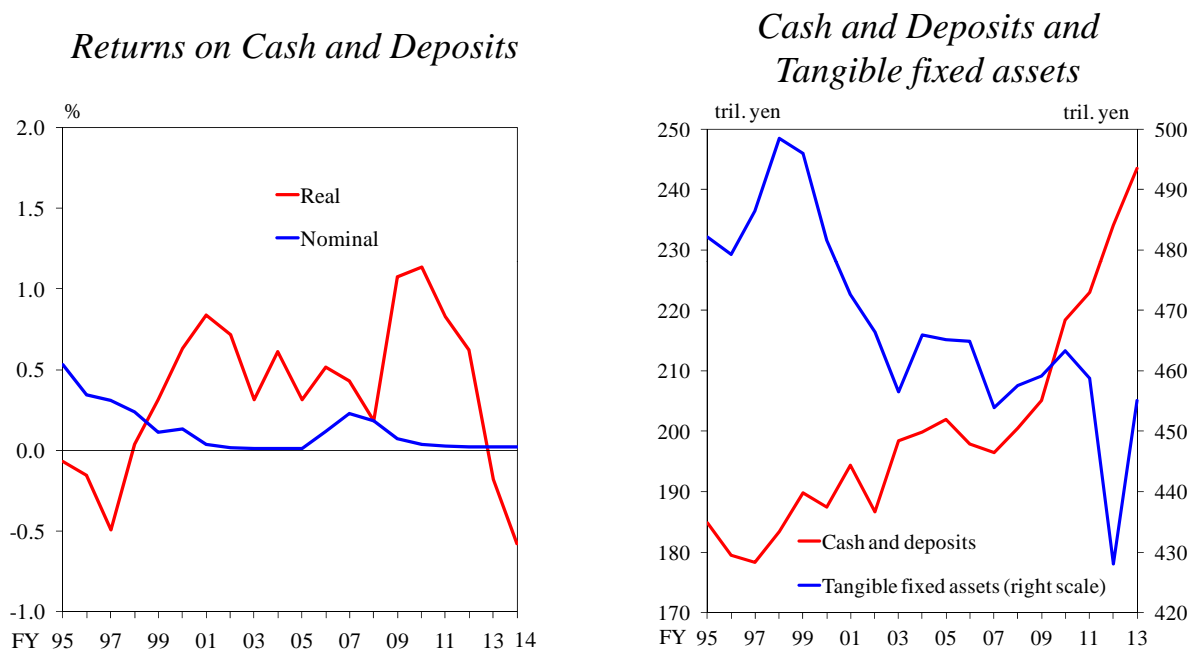 Returns on Cash and Deposits
%
2.0
1.5
1.0
0.5
0.0
-0.5
-1.0
Real
Nominal
FY 95 97 99 01 03 05 07 09 11 13 14
Cash and Deposits and
Tangible fixed assets
tril. yen tril. yen
250 500
240 490
230 480
220 470
210 460
200 450
190 440
180 430
170 420
Cash and deposits
Tangible fixed assets (right scale)
FY 95 97 99 01 03 05 07 09 11 13